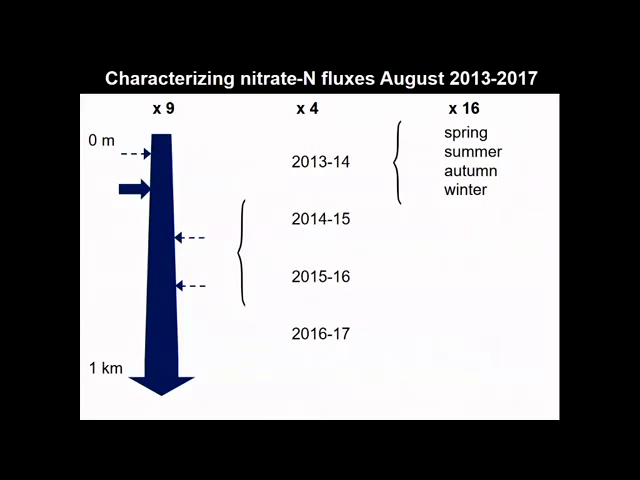 Characterizing nitrate-N fluxes August 2013-2017
x 9
x 4
x 16
0 m
1 km
2013-14
2014-15
2015-16
2016-17
spring
summer
autumn
winter